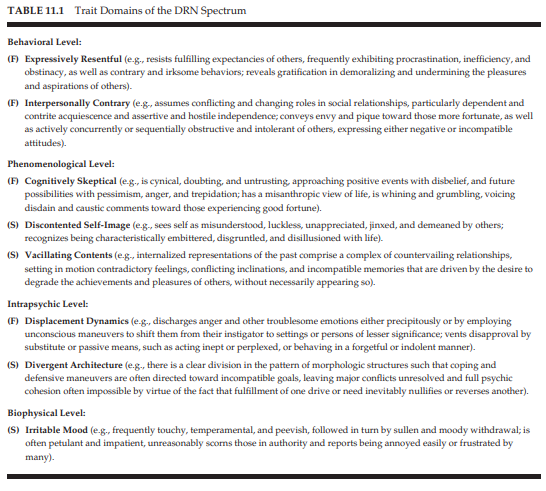 TABLE 11.1 Trait Domains of the DRN Spectrum
Behavioral Level:
(F) Expressively Resentful (e.g., resists fulfilling expectancies of others, frequently exhibiting procrastination, inefficiency, and
obstinacy, as well as contrary and irksome behaviors; reveals gratification in demoralizing and undermining the pleasures
and aspirations of others).
(F) Interpersonally Contrary (e.g., assumes conflicting and changing roles in social relationships, particularly dependent and
contrite acquiescence and assertive and hostile independence; conveys envy and pique toward those more fortunate, as well
as actively concurrently or sequentially obstructive and intolerant of others, expressing either negative or incompatible
attitudes).
Phenomenological Level:
(F) Cognitively Skeptical (e.g., is cynical, doubting, and untrusting, approaching positive events with disbelief, and future
possibilities with pessimism, anger, and trepidation; has a misanthropic view of life, is whining and grumbling, voicing
disdain and caustic comments toward those experiencing good fortune).
(S) Discontented Self-Image (e.g., sees self as misunderstood, luckless, unappreciated, jinxed, and demeaned by others;
recognizes being characteristically embittered, disgruntled, and disillusioned with life).
(S) Vacillating Contents (e.g., internalized representations of the past comprise a complex of countervailing relationships,
setting in motion contradictory feelings, conflicting inclinations, and incompatible memories that are driven by the desire to
degrade the achievements and pleasures of others, without necessarily appearing so).
Intrapsychic Level:
(F) Displacement Dynamics (e.g., discharges anger and other troublesome emotions either precipitously or by employing
unconscious maneuvers to shift them from their instigator to settings or persons of lesser significance; vents disapproval by
substitute or passive means, such as acting inept or perplexed, or behaving in a forgetful or indolent manner).
(S) Divergent Architecture (e.g., there is a clear division in the pattern of morphologic structures such that coping and
defensive maneuvers are often directed toward incompatible goals, leaving major conflicts unresolved and full psychic
cohesion often impossible by virtue of the fact that fulfillment of one drive or need inevitably nullifies or reverses another).
Biophysical Level:
(S) Irritable Mood (e.g., frequently touchy, temperamental, and peevish, followed in turn by sullen and moody withdrawal; is
often petulant and impatient, unreasonably scorns those in authority and reports being annoyed easily or frustrated by
many).